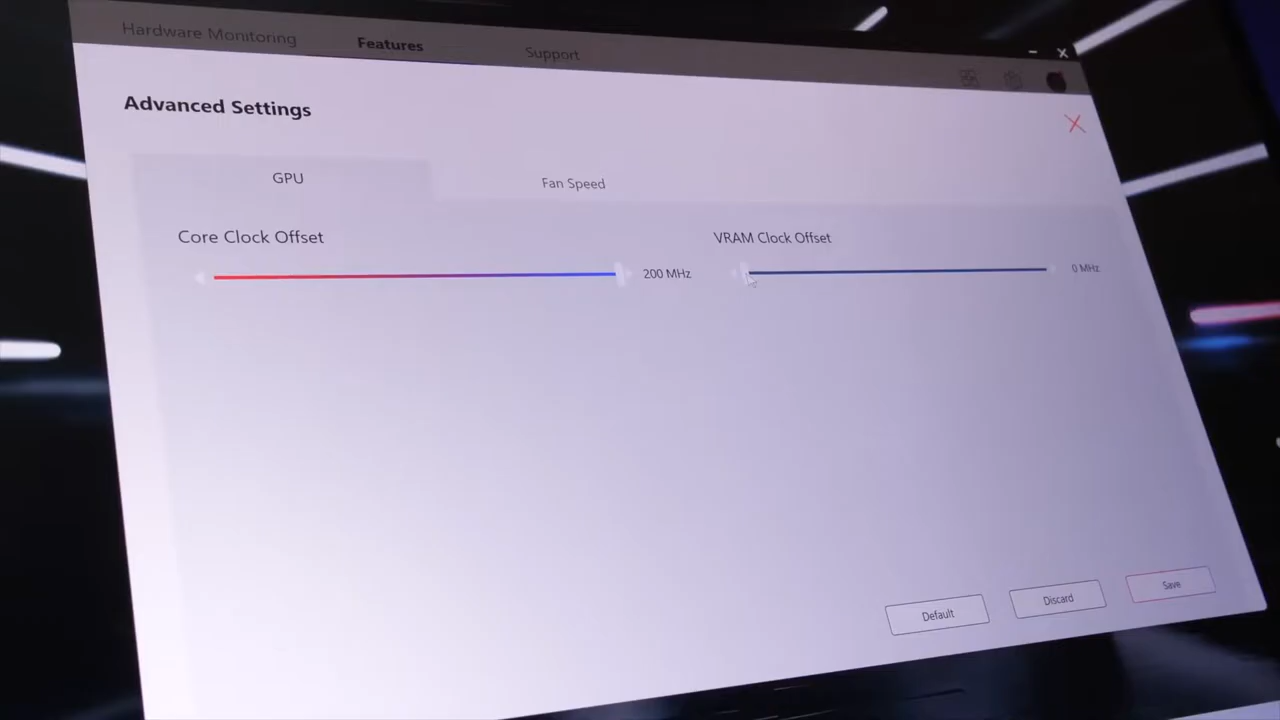 Hardware Monitoring
Features
Support
Advanced Settings
GPU
Fan Speed
Core Clock Offset
VRAM Clock Offset
200 MHz
0 MHz
Default
Discard
Save